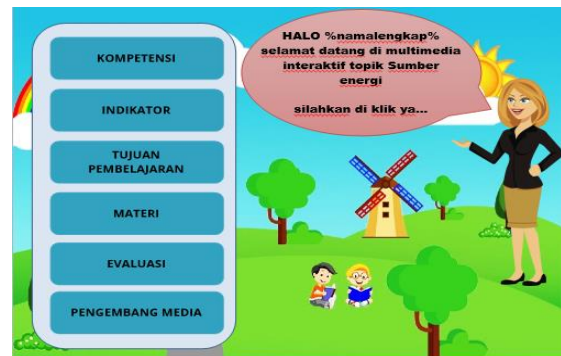 KOMPETENSI
INDIKATOR
TUJUAN
PEMBELAJARAN
MATERI
EVALUASI
PENGEMBANG MEDIA
HALO %namalengkap%
selamat datang di multimedia
interaktif topik Sumber
energi
silahkan di klik ya...